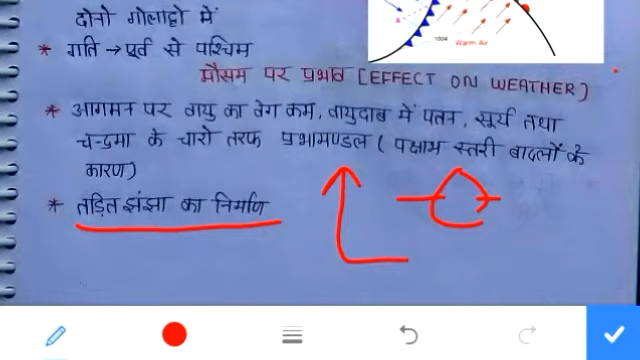 दोनो गोलार्द्धो में
* गति → पूर्व से पश्चिम
1004
Warm Air
मौसम पर प्रभाव [EFFECT ON WEATHER]
* आगमन पर वायु का वेग कम, वायुदाब में पतन, सूर्य तथा
चन्द्रमा के चारो तरफ प्रभामण्डल ( पक्षाभ स्तरी बादलों के
कारण)
* तड़ित झंझा का निर्माण